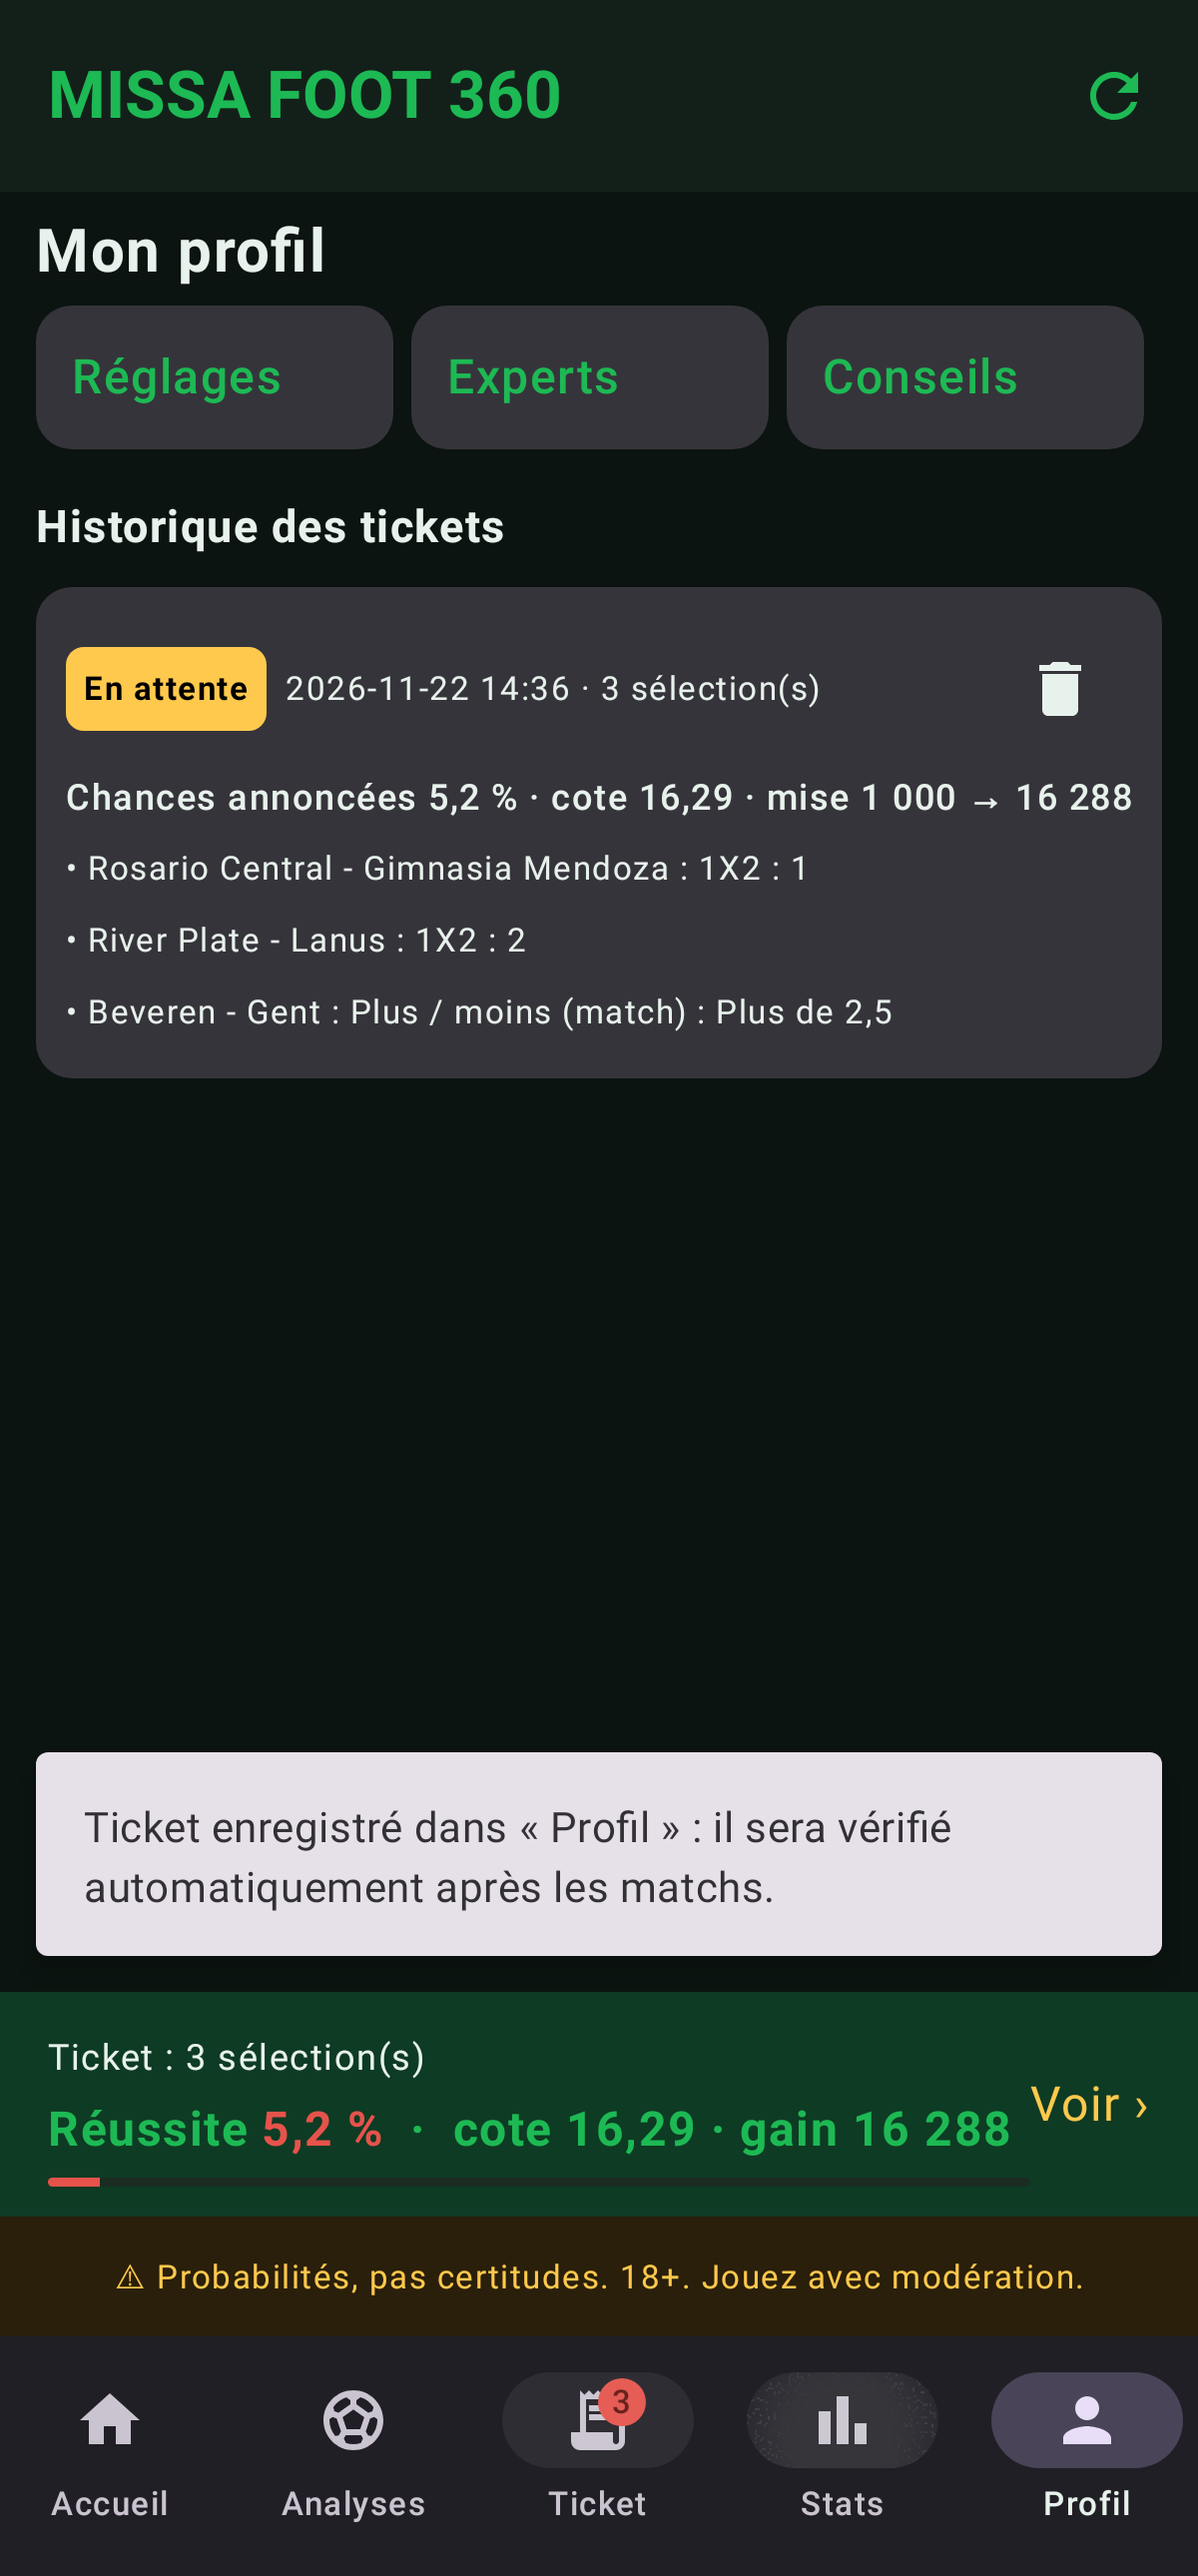 MISSA FOOT 360
Mon profil
Réglages
Experts
Conseils
Historique des tickets
En attente
2026-11-22 14:36 · 3 sélection(s)
Chances annoncées 5,2 % · cote 16,29 · mise 1 000 → 16 288
• Rosario Central - Gimnasia Mendoza : 1X2 : 1
• River Plate - Lanus : 1X2 : 2
• Beveren - Gent : Plus / moins (match) : Plus de 2,5
Ticket enregistré dans « Profil » : il sera vérifié
automatiquement après les matchs.
Ticket : 3 sélection(s)
Réussite 5,2 % · cote 16,29 · gain 16 288
Voir ›
⚠ Probabilités, pas certitudes. 18+. Jouez avec modération.
3
Accueil
Analyses
Ticket
Stats
Profil